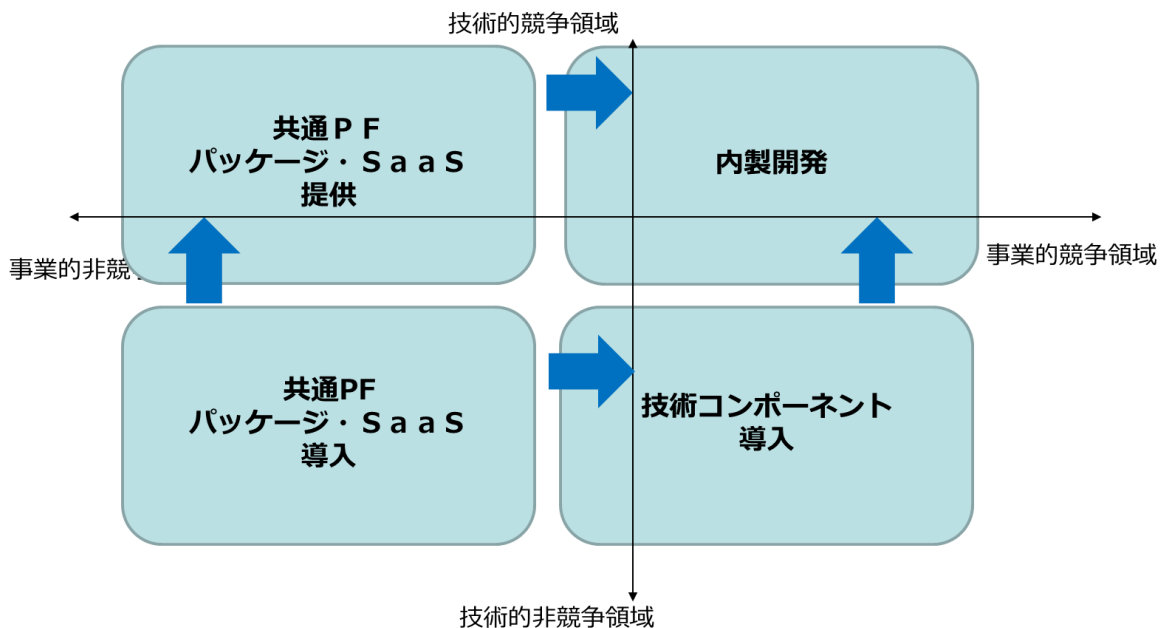 技術的競争領域
共通ＰＦ
パッケージ・ＳａａＳ
提供
内製開発
事業的非競
事業的競争領域
共通PF
パッケージ・ＳａａＳ
導入
技術コンポーネント
導入
技術的非競争領域